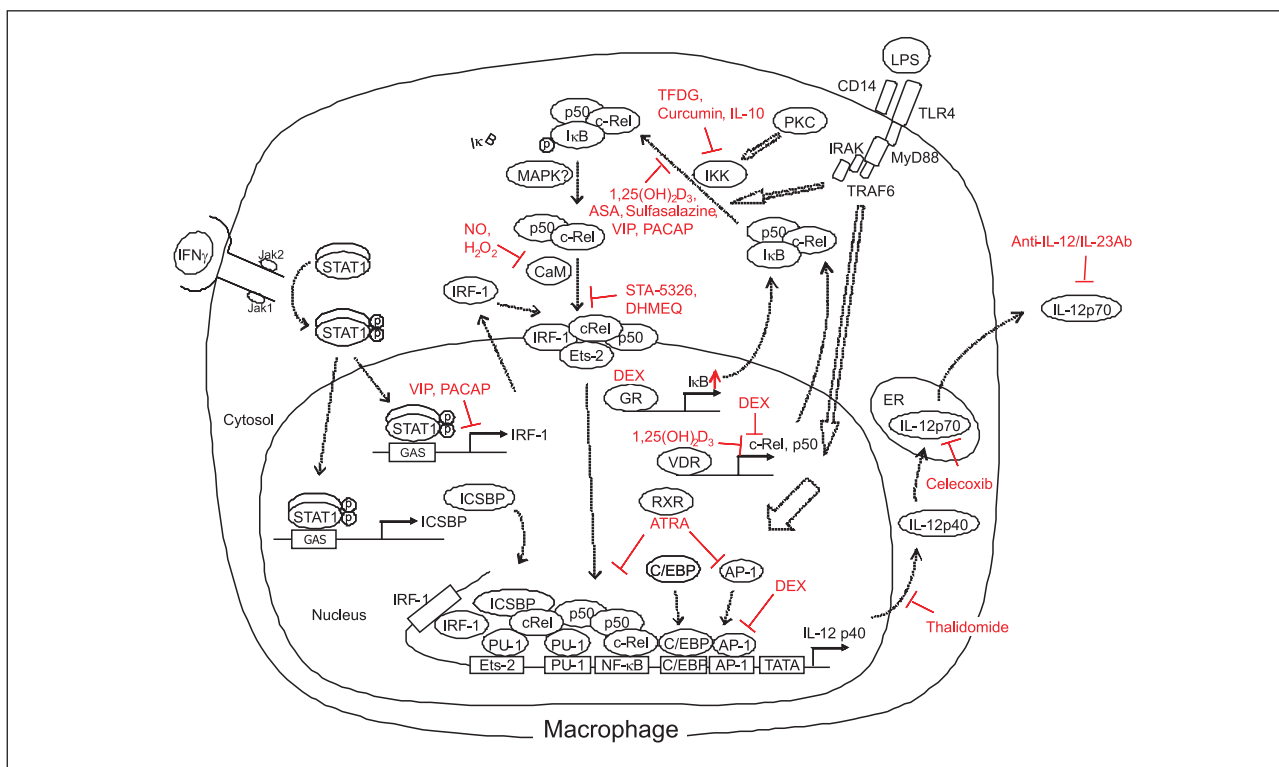 LPS
CD14
TLR4
TFDG,
Curcumin, IL-10
PKC
p50
c-Rel
IκB
p
IκB
IRAK
MyD88
IKK
TRAF6
MAPK?
1,25(OH)₂D₃,
ASA, Sulfasalazine,
VIP, PACAP
p50
c-Rel
p50
c-Rel
IκB
NO,
H₂O₂
CaM
Anti-IL-12/IL-23Ab
IL-12p70
IFNγ
Jak2
Jak1
STAT1
STAT1
p
p
IRF-1
STA-5326,
DHMEQ
IRF-1
cRel
p50
Ets-2
DEX
GR
IκB
VIP, PACAP
STAT1
p
p
GAS
IRF-1
DEX
1,25(OH)₂D₃
c-Rel, p50
VDR
ER
IL-12p70
Celecoxib
Cytosol
ICSBP
RXR
ATRA
IL-12p40
STAT1
p
p
GAS
ICSBP
C/EBP
AP-1
DEX
Nucleus
IRF-1
ICSBP
p50
IRF-1
cRel
p50
Thalidomide
PU-1
PU-1
c-Rel
C/EBP
AP-1
IL-12 p40
Ets-2
PU-1
NF-κB
C/EBP
AP-1
TATA
Macrophage